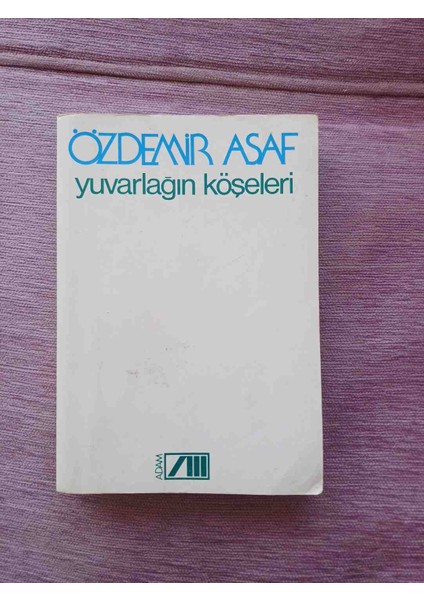 ÖZDEMİR ASAF
yuvarlağın köşeleri
ADAM